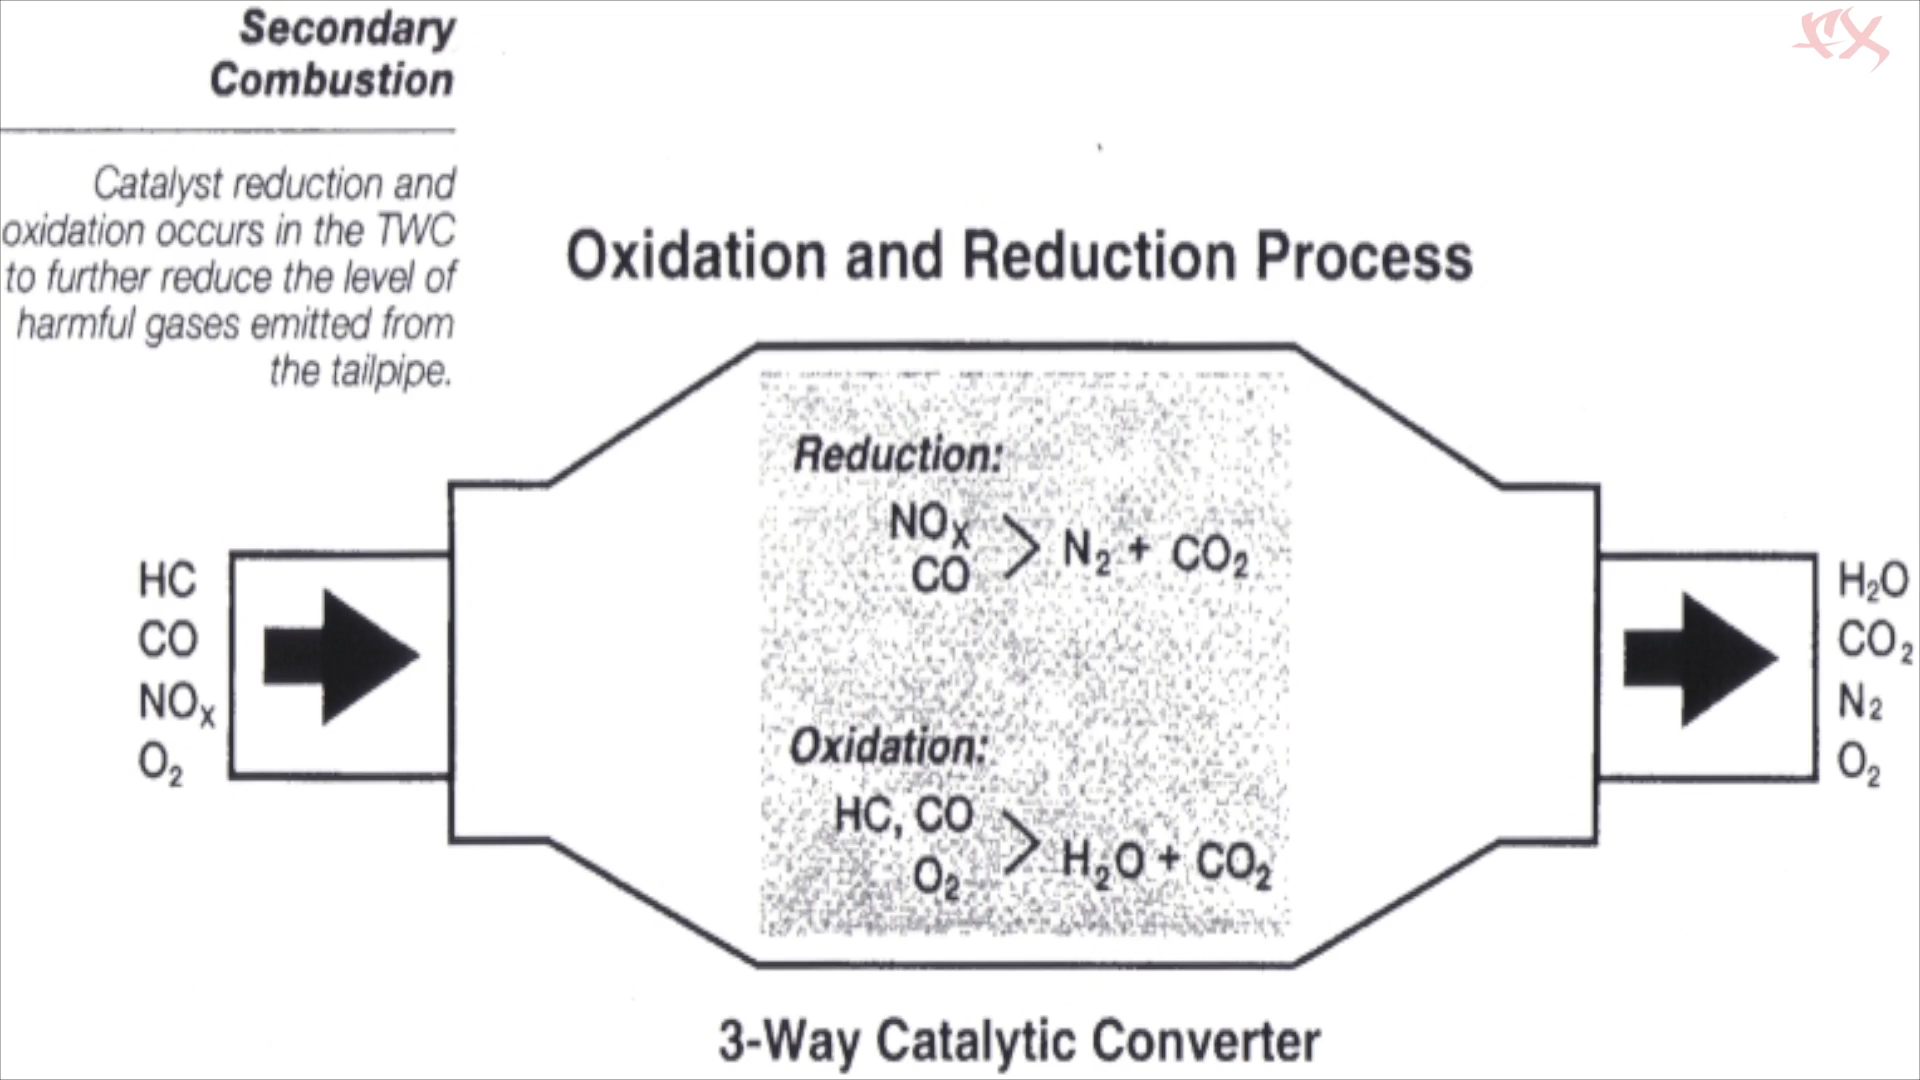 Secondary
Combustion
Catalyst reduction and
oxidation occurs in the TWC
to further reduce the level of
harmful gases emitted from
the tailpipe.
Oxidation and Reduction Process
Reduction:
NOx
CO
> N2 + CO2
Oxidation:
HC, CO
O2
> H2O + CO2
HC
CO
NOx
O2
H2O
CO2
N2
O2
3-Way Catalytic Converter